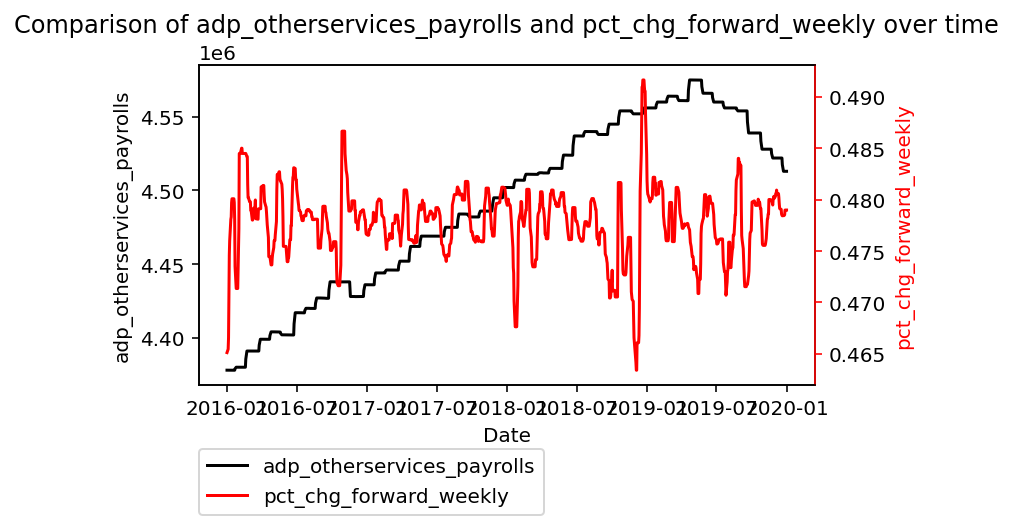 Comparison of adp_otherservices_payrolls and pct_chg_forward_weekly over time
1e6
adp_otherservices_payrolls
4.55
4.50
4.45
4.40
0.490
0.485
0.480
0.475
0.470
0.465
pct_chg_forward_weekly
2016-01 2016-07 2017-01 2017-07 2018-01 2018-07 2019-01 2019-07 2020-01
Date
adp_otherservices_payrolls
pct_chg_forward_weekly